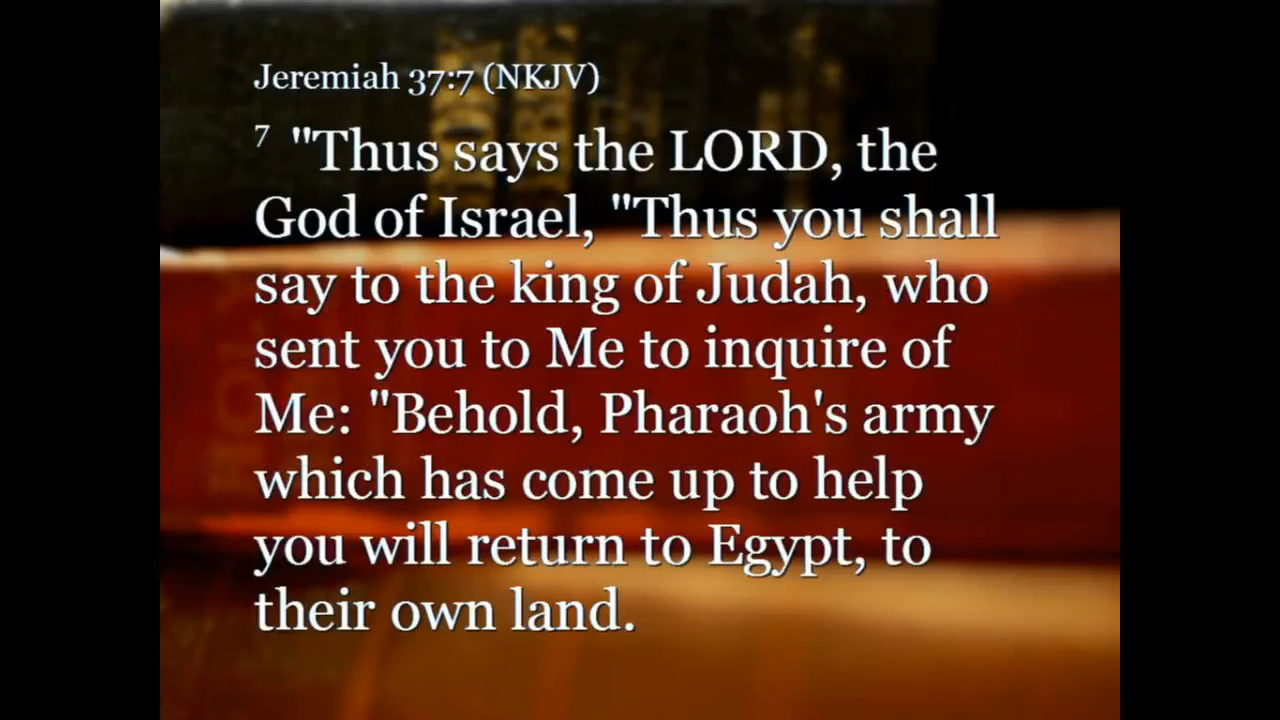 Jeremiah 37:7 (NKJV)
7 "Thus says the LORD, the
God of Israel, "Thus you shall
say to the king of Judah, who
sent you to Me to inquire of
Me: "Behold, Pharaoh's army
which has come up to help
you will return to Egypt, to
their own land.